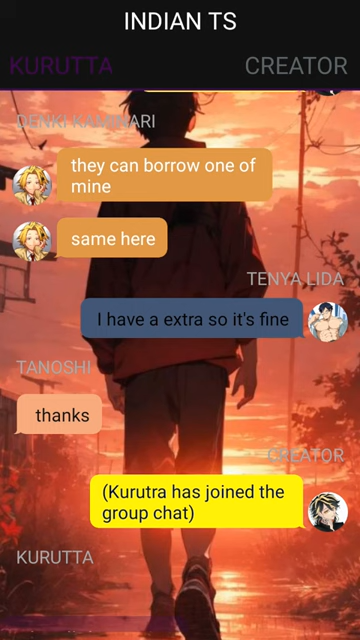 INDIAN TS
KURUTTA
CREATOR
DENKI KAMINARI
they can borrow one of
mine
same here
TENYA LIDA
I have a extra so it's fine
TANOSHI
thanks
CREATOR
(Kurutra has joined the
group chat)
KURUTTA